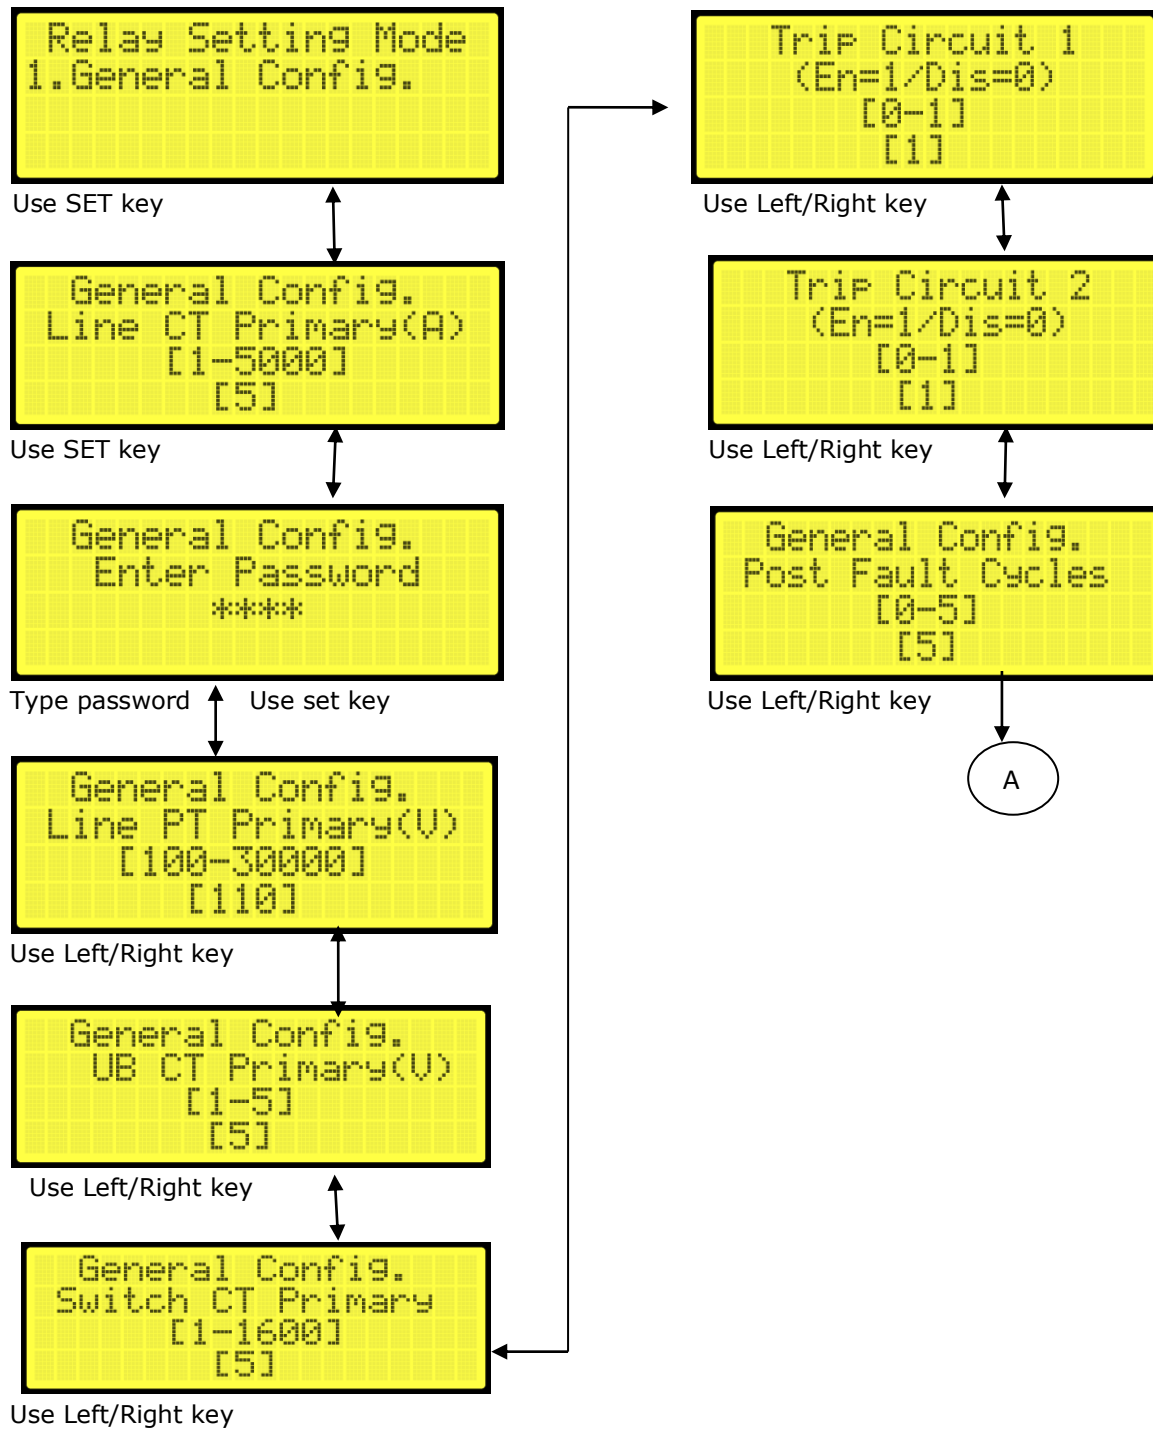 Relay Setting Mode
1.General Config.
Use SET key
General Config.
Line CT Primary(A)
[1-5000]
[5]
Use SET key
General Config.
Enter Password
****
Type password Use set key
General Config.
Line PT Primary(V)
[100-30000]
[110]
Use Left/Right key
General Config.
UB CT Primary(V)
[1-5]
[5]
Use Left/Right key
General Config.
Switch CT Primary
[1-1600]
[5]
Use Left/Right key
Trip Circuit 1
(En=1/Dis=0)
[0-1]
[1]
Use Left/Right key
Trip Circuit 2
(En=1/Dis=0)
[0-1]
[1]
Use Left/Right key
General Config.
Post Fault Cycles
[0-5]
[5]
Use Left/Right key
A